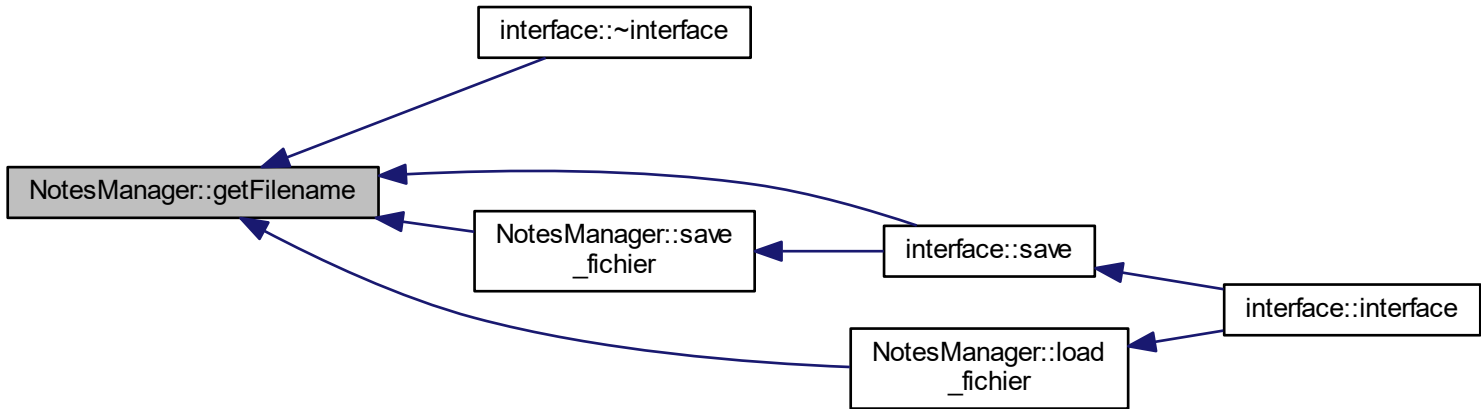 interface::~interface
NotesManager::getFilename
NotesManager::save
_fichier
interface::save
interface::interface
NotesManager::load
_fichier